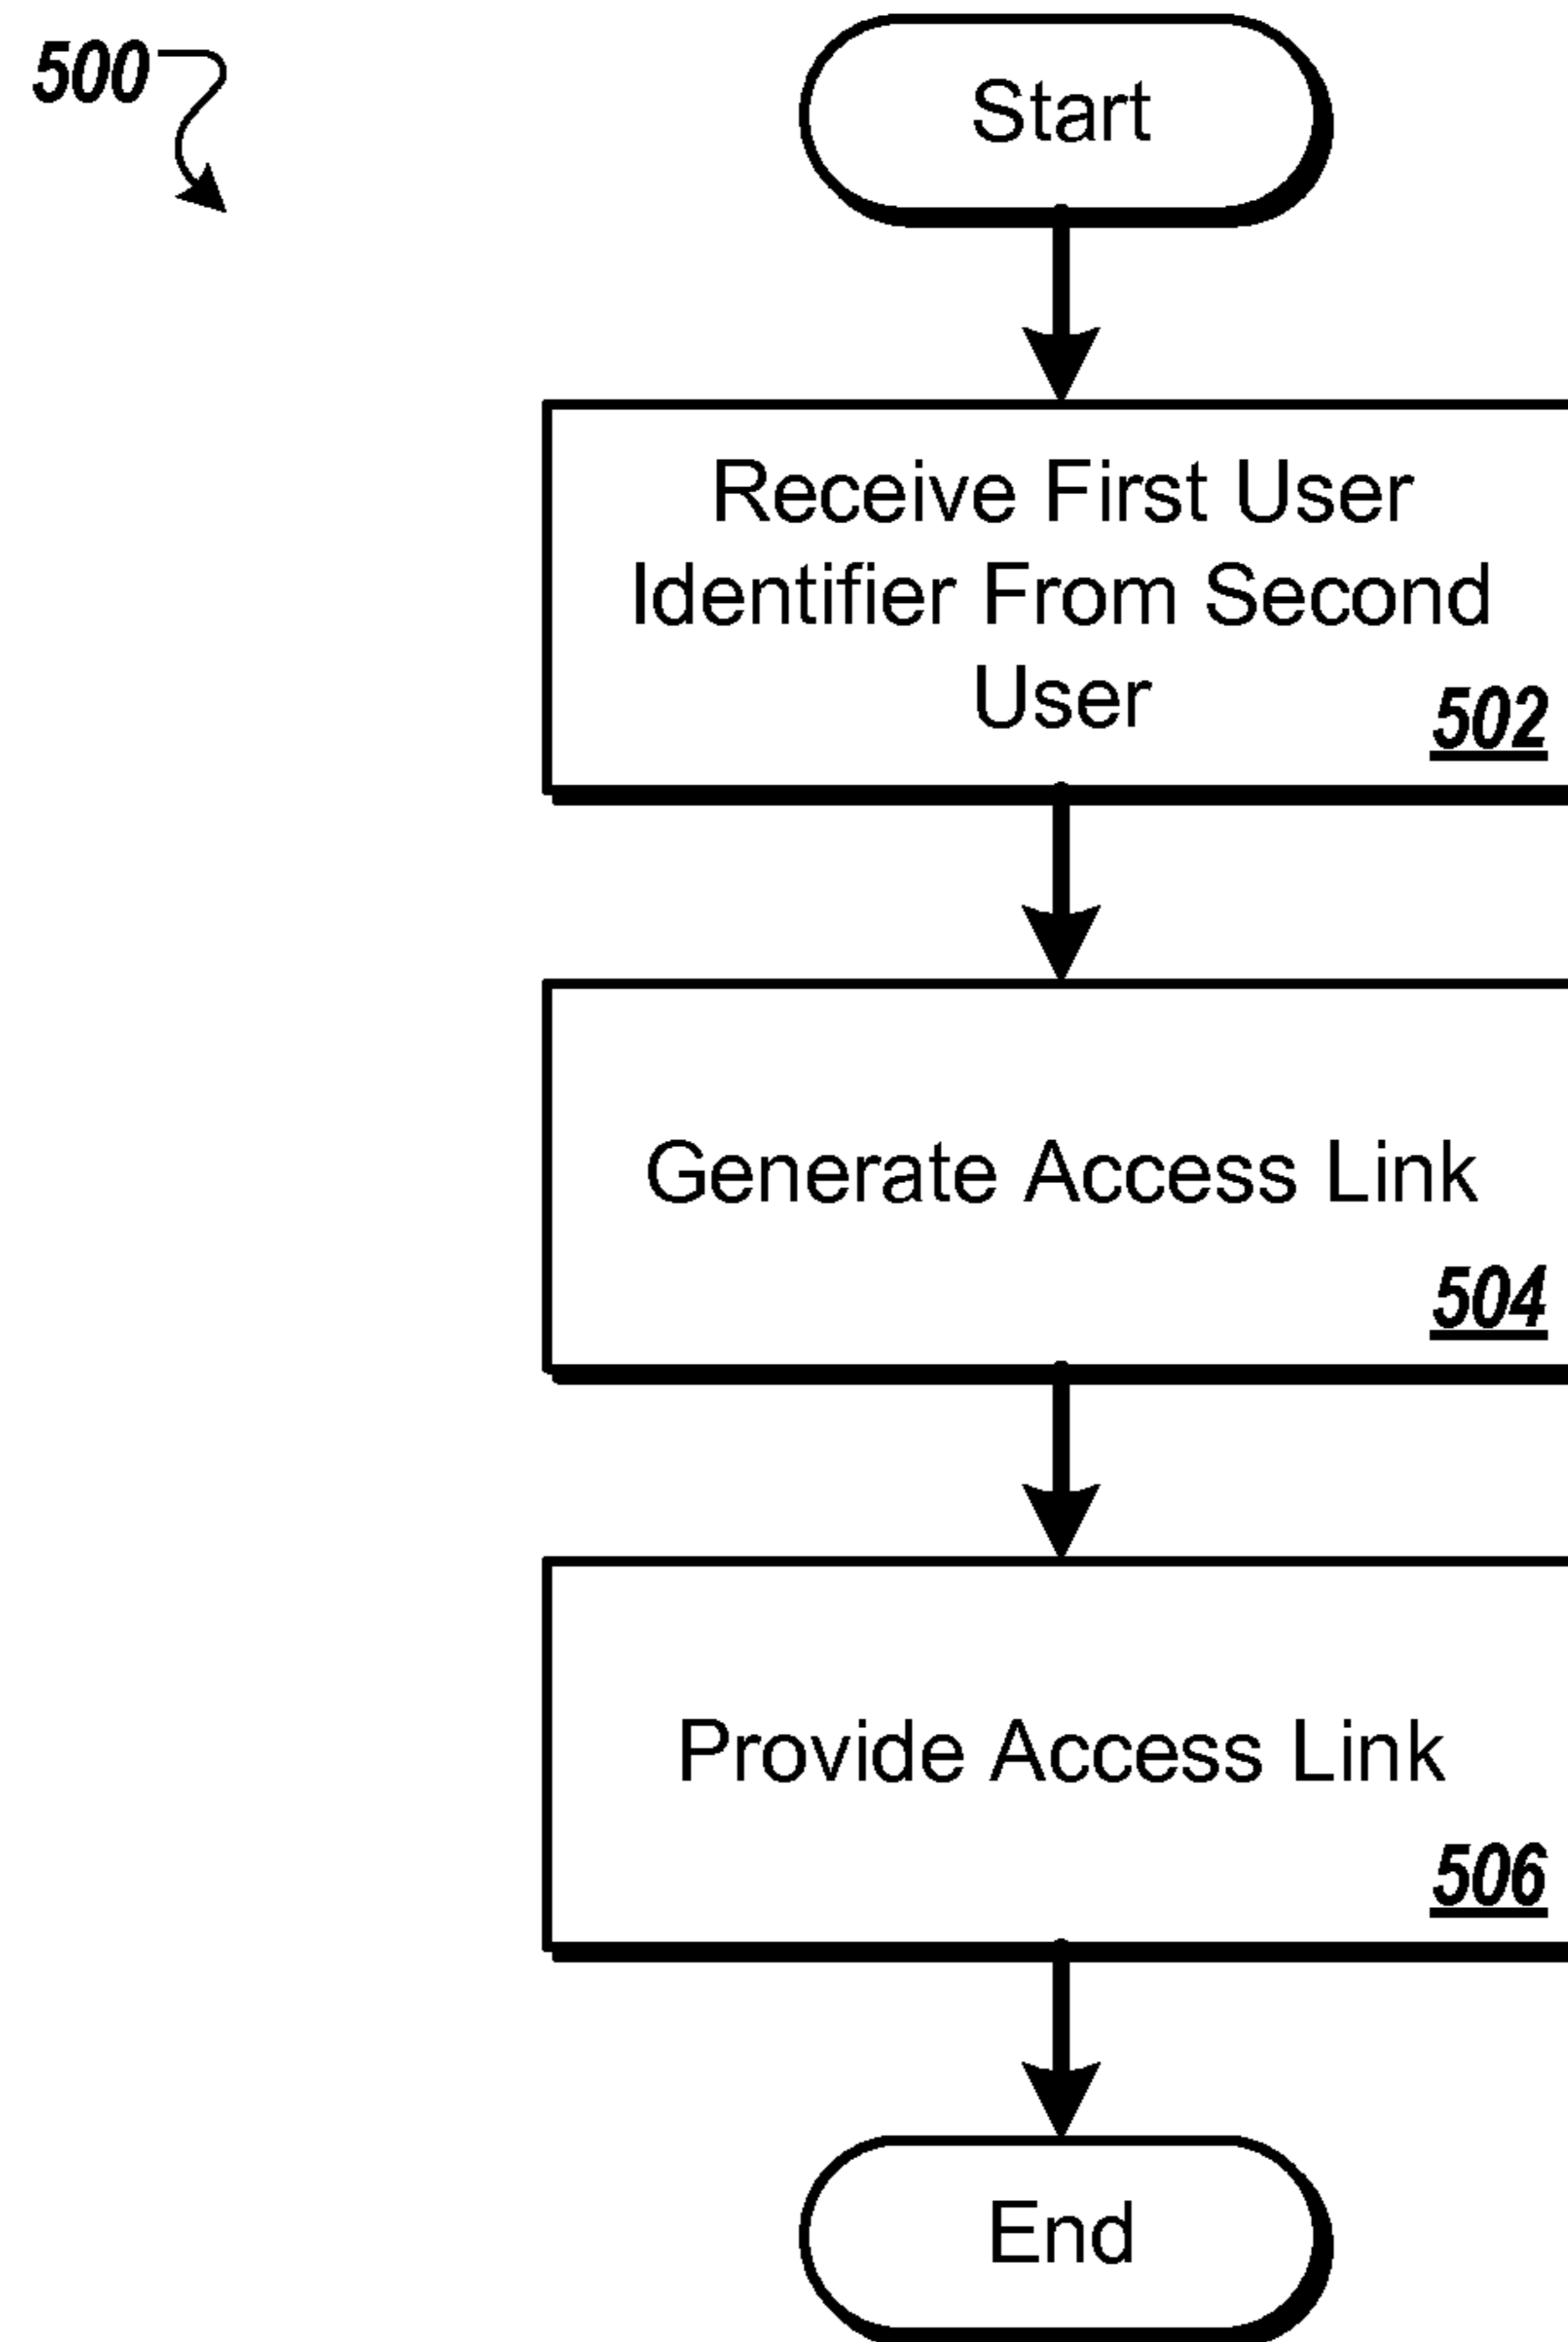 500
Start
Receive First User
Identifier From Second
User
502
Generate Access Link
504
Provide Access Link
506
End